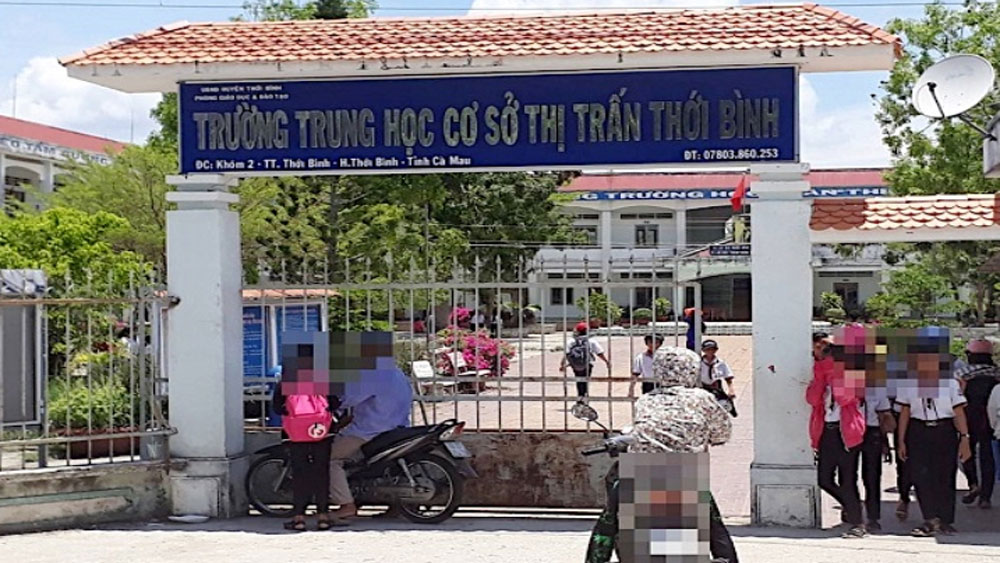 UBND HUYỆN THỚI BÌNH
PHÒNG GIÁO DỤC & ĐÀO TẠO
TRƯỜNG TRUNG HỌC CƠ SỞ THỊ TRẤN THỚI BÌNH
ĐC: Khóm 2 - TT. Thới Bình - H.Thới Bình - Tỉnh Cà Mau
ĐT: 07803.860.253
TRƯỜNG